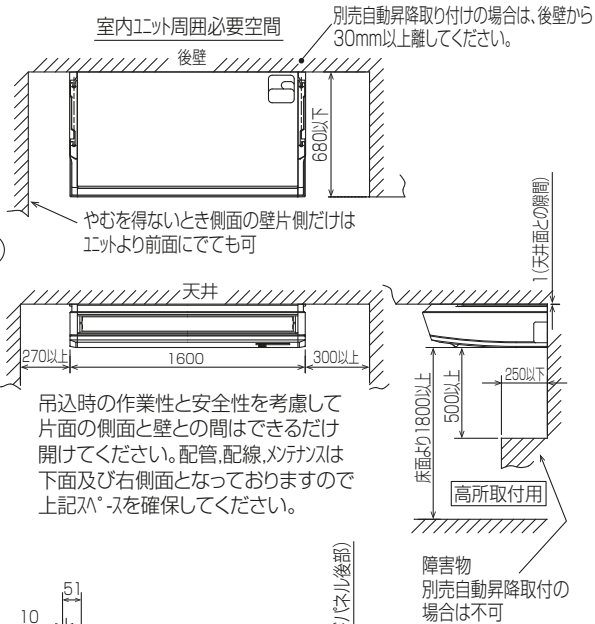 室内ユニット周囲必要空間
別売自動昇降取り付けの場合は、後壁から
30mm以上離してください。
後壁
680以下
やむを得ないとき側面の壁片側だけは
ユニットより前面にでても可
1(天井面との隙間)
天井
270以上
1600
300以上
250以下
500以上
床面より1800以上
吊込時の作業性と安全性を考慮して
片面の側面と壁との間はできるだけ
開けてください。配管,配線,メンテナンスは
下面及び右側面となっておりますので
上記スペースを確保してください。
高所取付用
障害物
別売自動昇降取付の
場合は不可
51
10
パネル後部)